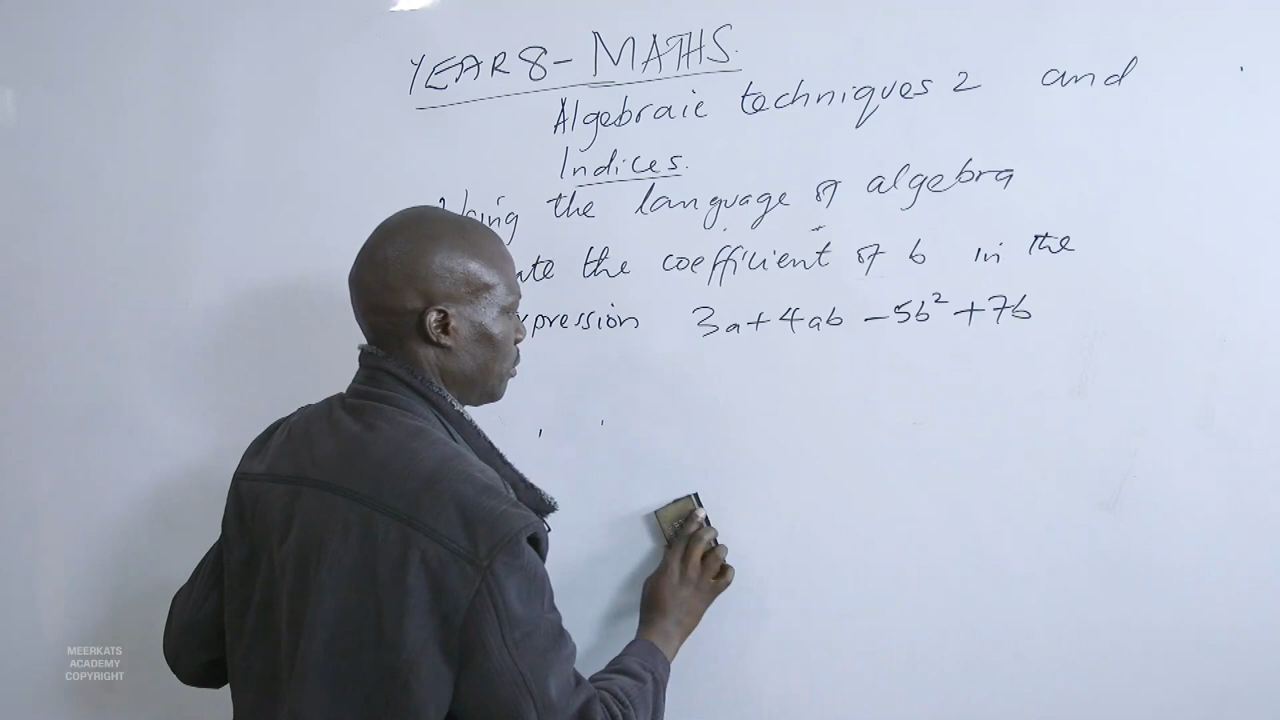 YEAR 8 - MATHS.
Algebraic techniques 2 and
Indices.
Using the language of algebra
the coefficient of b in the
3a + 4ab - 5b² + 7b
MEERKATS
ACADEMY
COPYRIGHT